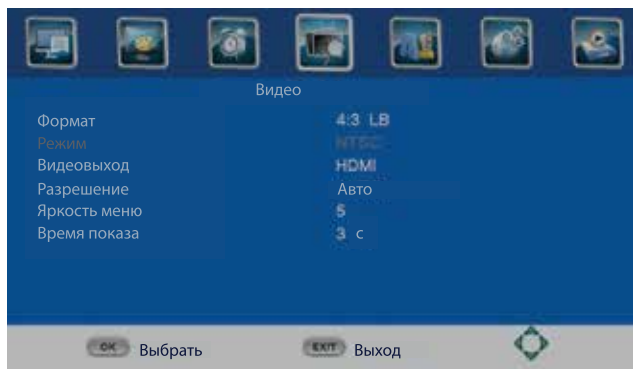 Видео
Формат 4:3 LB
Режим NTSC
Видеовыход HDMI
Разрешение Авто
Яркость меню 5
Время показа 3 с
OK Выбрать EXIT Выход